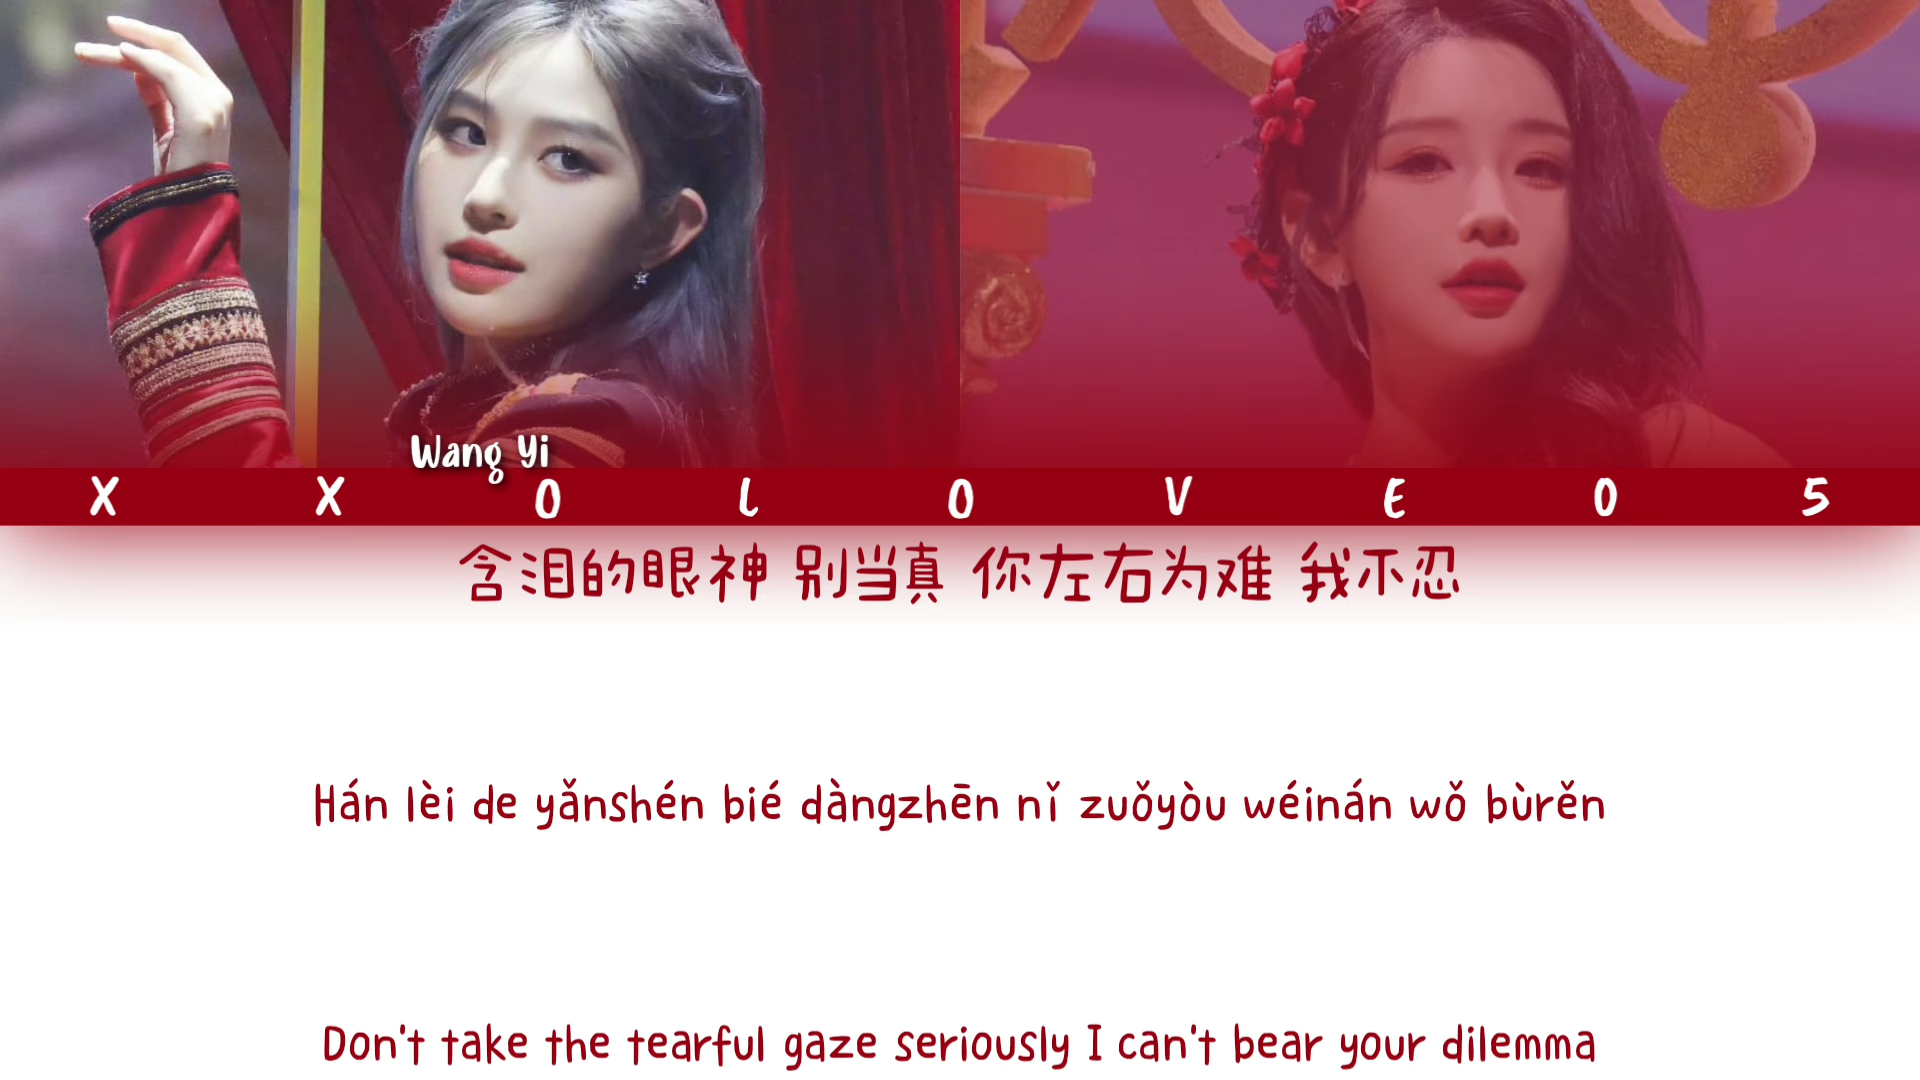 Wang Yi
X X O L O V E 0 5
含泪的眼神 别当真 你左右为难 我不忍
Hán lèi de yǎnshén bié dàngzhēn nǐ zuǒyòu wéinán wǒ bùrěn
Don't take the tearful gaze seriously I can't bear your dilemma